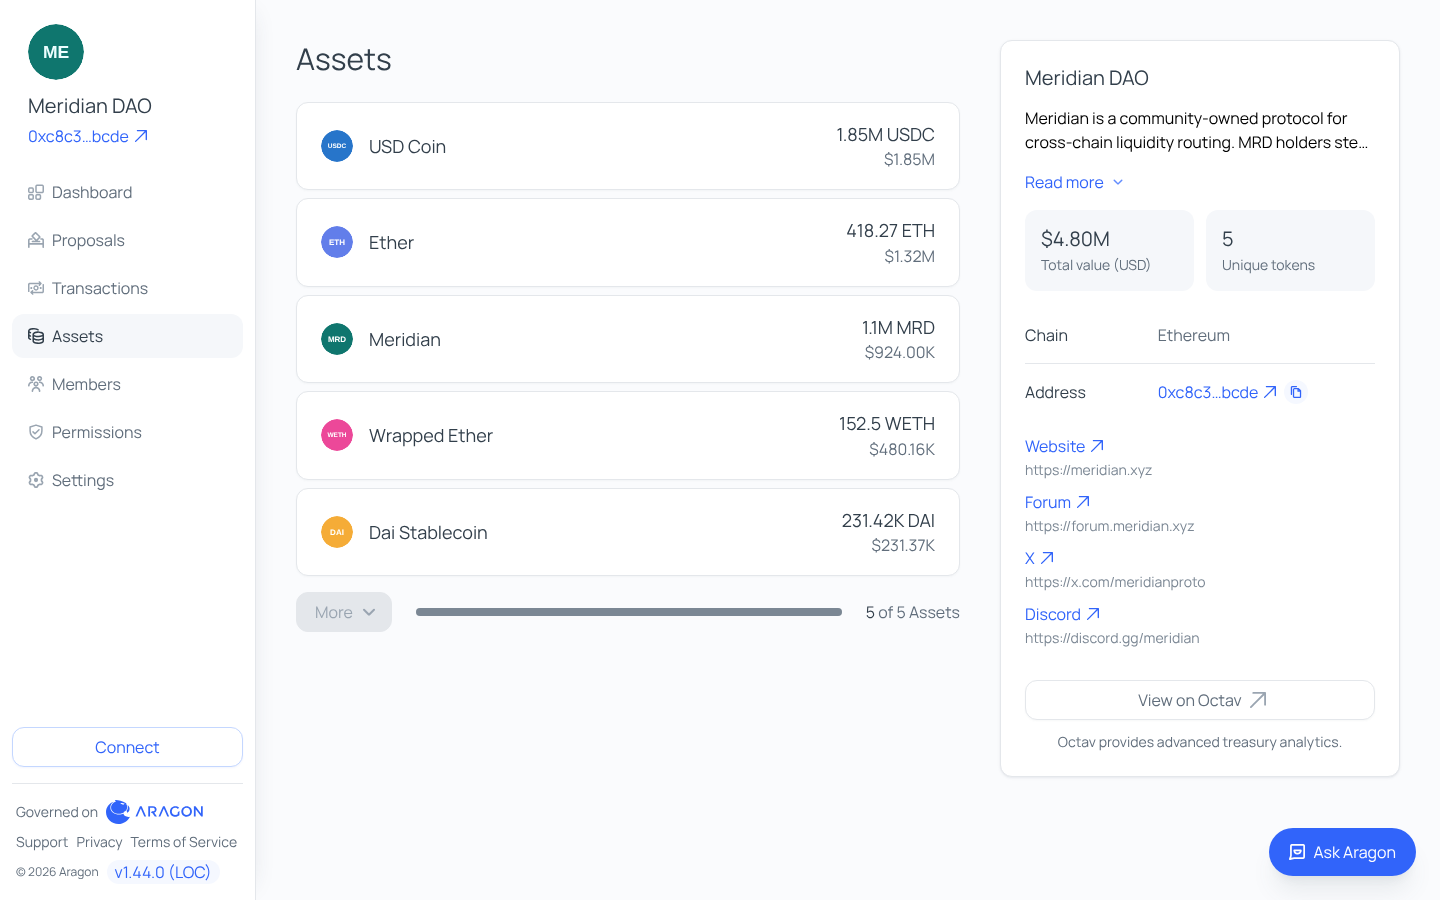 ME
Meridian DAO
0xc8c3…bcde
Dashboard
Proposals
Transactions
Assets
Members
Permissions
Settings
Connect
Governed on ARAGON
Support Privacy Terms of Service
© 2026 Aragon v1.44.0 (LOC)
Assets
USDC USD Coin 1.85M USDC
$1.85M
ETH Ether 418.27 ETH
$1.32M
MRD Meridian 1.1M MRD
$924.00K
WETH Wrapped Ether 152.5 WETH
$480.16K
DAI Dai Stablecoin 231.42K DAI
$231.37K
More 5 of 5 Assets
Meridian DAO
Meridian is a community-owned protocol for
cross-chain liquidity routing. MRD holders ste…
Read more
$4.80M
Total value (USD)
5
Unique tokens
Chain Ethereum
Address 0xc8c3…bcde
Website
https://meridian.xyz
Forum
https://forum.meridian.xyz
X
https://x.com/meridianproto
Discord
https://discord.gg/meridian
View on Octav
Octav provides advanced treasury analytics.
Ask Aragon